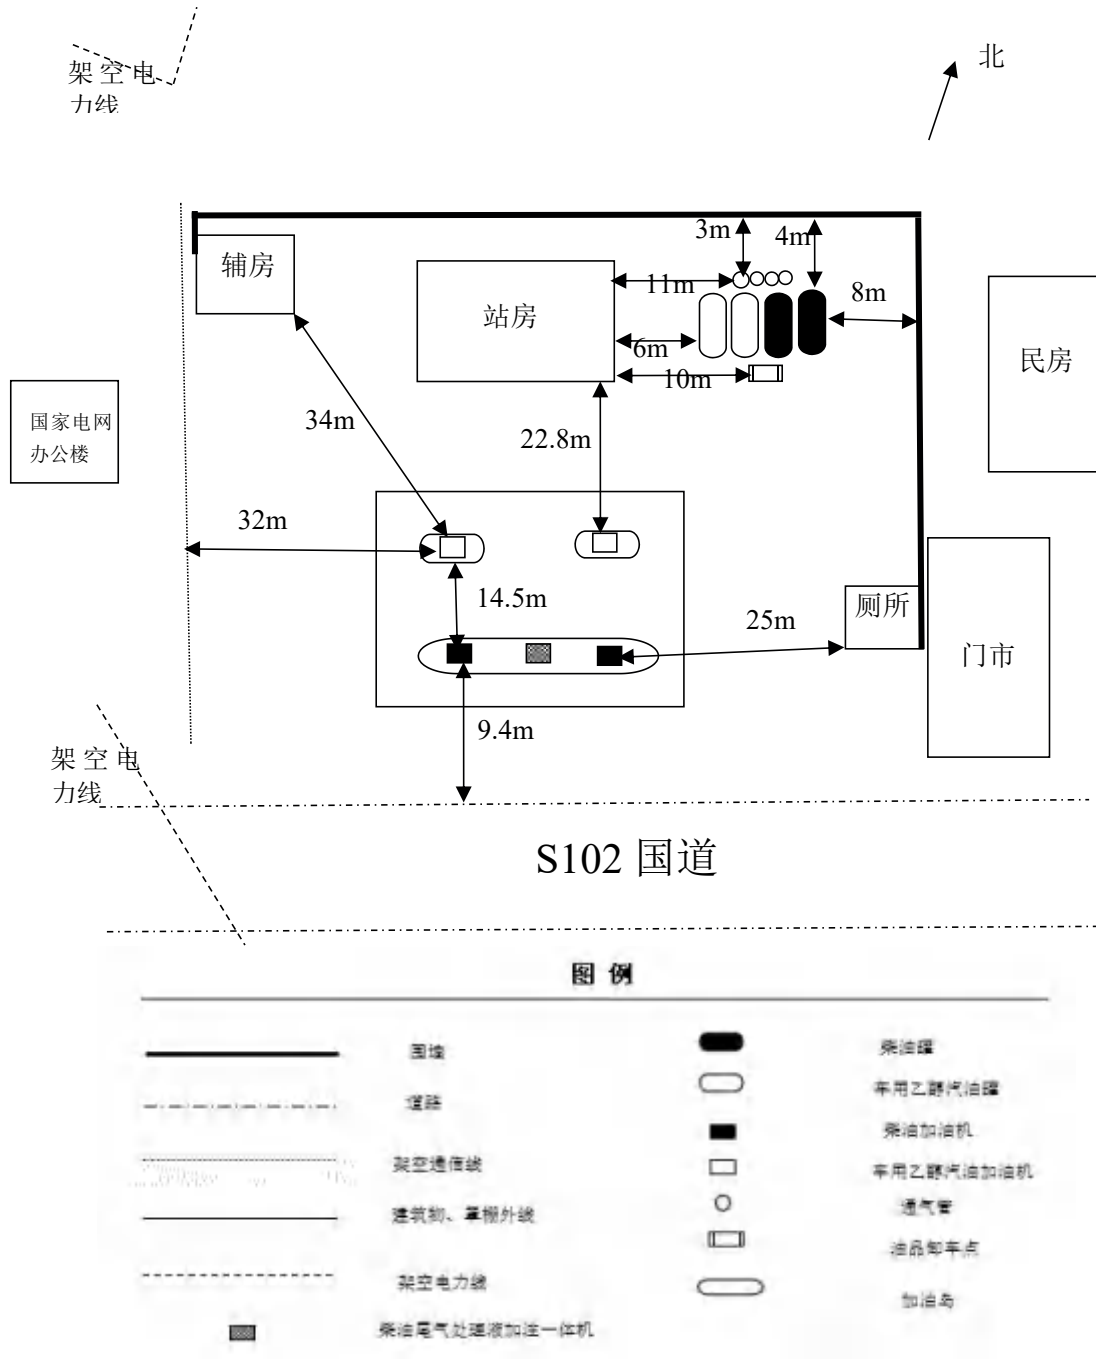 北
架空电
力线
3m
4m
辅房
11m
8m
站房
6m
民房
10m
国家电网
办公楼
34m
22.8m
32m
14.5m
厕所
25m
门市
9.4m
架空电
力线
S102 国道
图 例
围墙
柴油罐
道路
车用乙醇汽油罐
柴油加油机
架空通信线
车用乙醇汽油加油机
建筑物、罩棚外线
通气管
油品卸车点
架空电力线
加油岛
柴油尾气处理液加注一体机